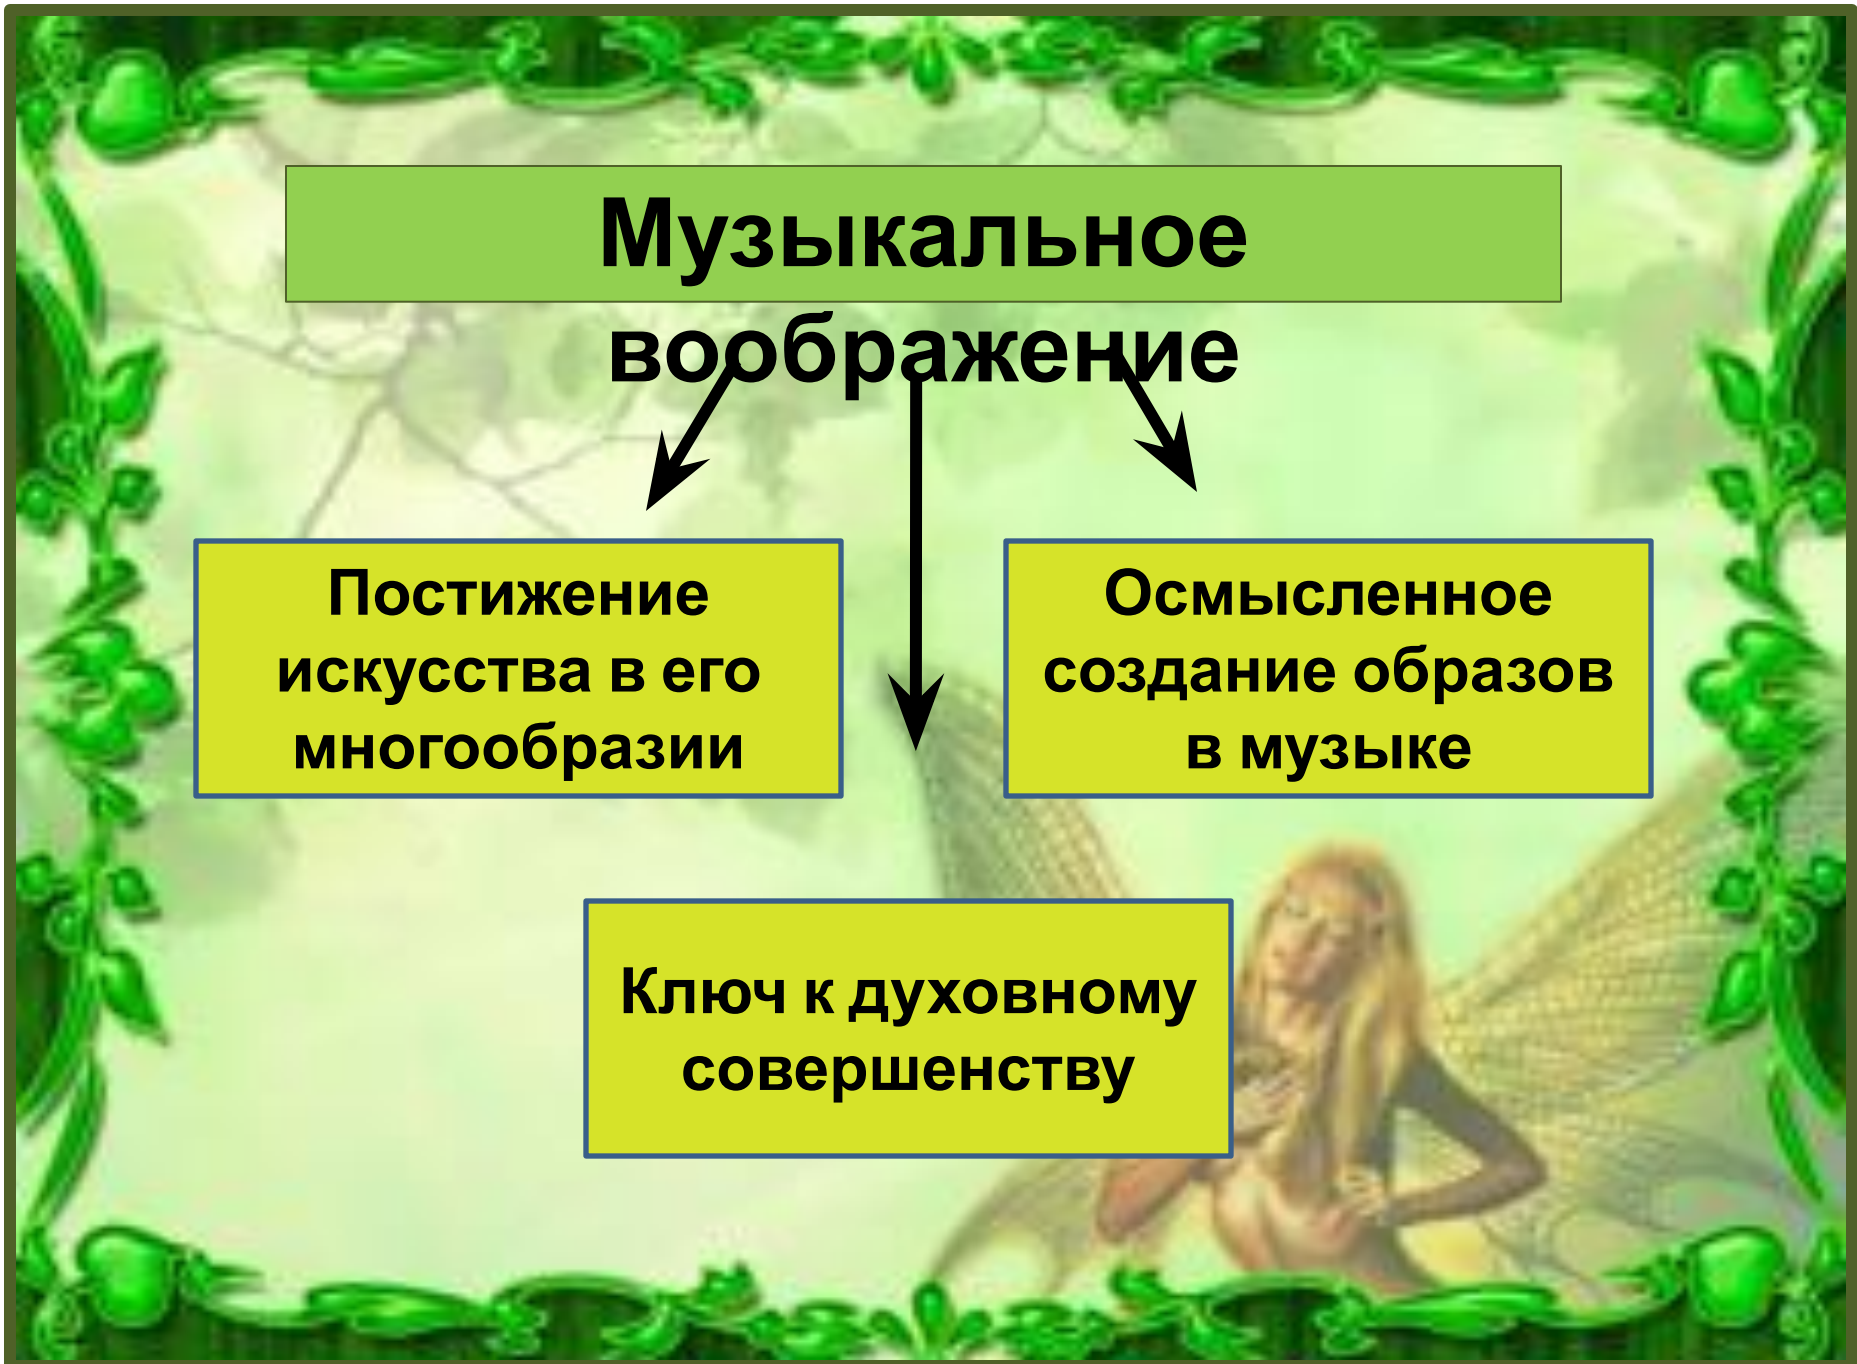 Музыкальное
воображение
Постижение
искусства в его
многообразии
Осмысленное
создание образов
в музыке
Ключ к духовному
совершенству